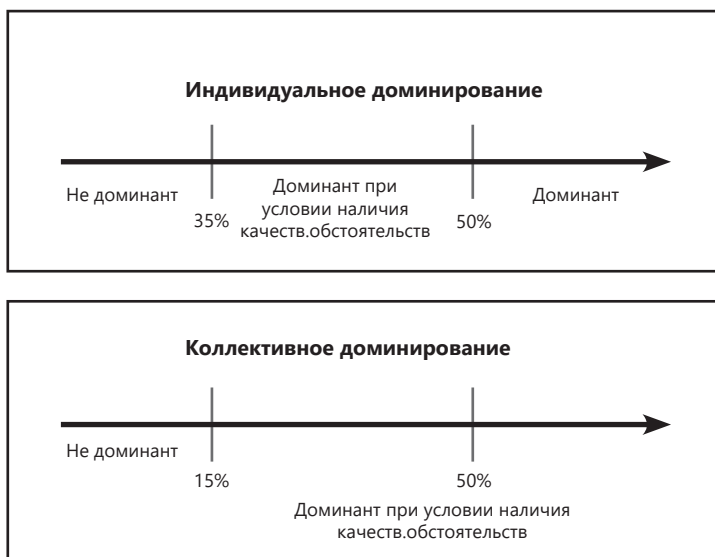 Индивидуальное доминирование
Не доминант
35%
Доминант при
условии наличия
качеств.обстоятельств
50%
Доминант
Коллективное доминирование
Не доминант
15%
50%
Доминант при условии наличия
качеств.обстоятельств